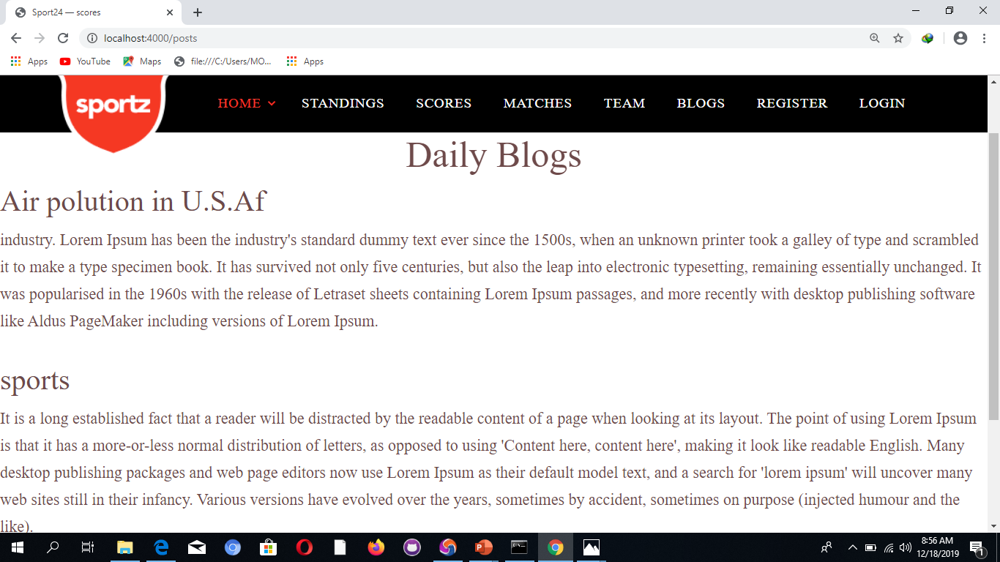 Sport24 — scores
localhost:4000/posts
Apps YouTube Maps file:///C:/Users/MO... Apps
sportz
HOME STANDINGS SCORES MATCHES TEAM BLOGS REGISTER LOGIN
Daily Blogs
Air polution in U.S.Af
industry. Lorem Ipsum has been the industry's standard dummy text ever since the 1500s, when an unknown printer took a galley of type and scrambled
it to make a type specimen book. It has survived not only five centuries, but also the leap into electronic typesetting, remaining essentially unchanged. It
was popularised in the 1960s with the release of Letraset sheets containing Lorem Ipsum passages, and more recently with desktop publishing software
like Aldus PageMaker including versions of Lorem Ipsum.
sports
It is a long established fact that a reader will be distracted by the readable content of a page when looking at its layout. The point of using Lorem Ipsum
is that it has a more-or-less normal distribution of letters, as opposed to using 'Content here, content here', making it look like readable English. Many
desktop publishing packages and web page editors now use Lorem Ipsum as their default model text, and a search for 'lorem ipsum' will uncover many
web sites still in their infancy. Various versions have evolved over the years, sometimes by accident, sometimes on purpose (injected humour and the
like).
8:56 AM
12/18/2019
1